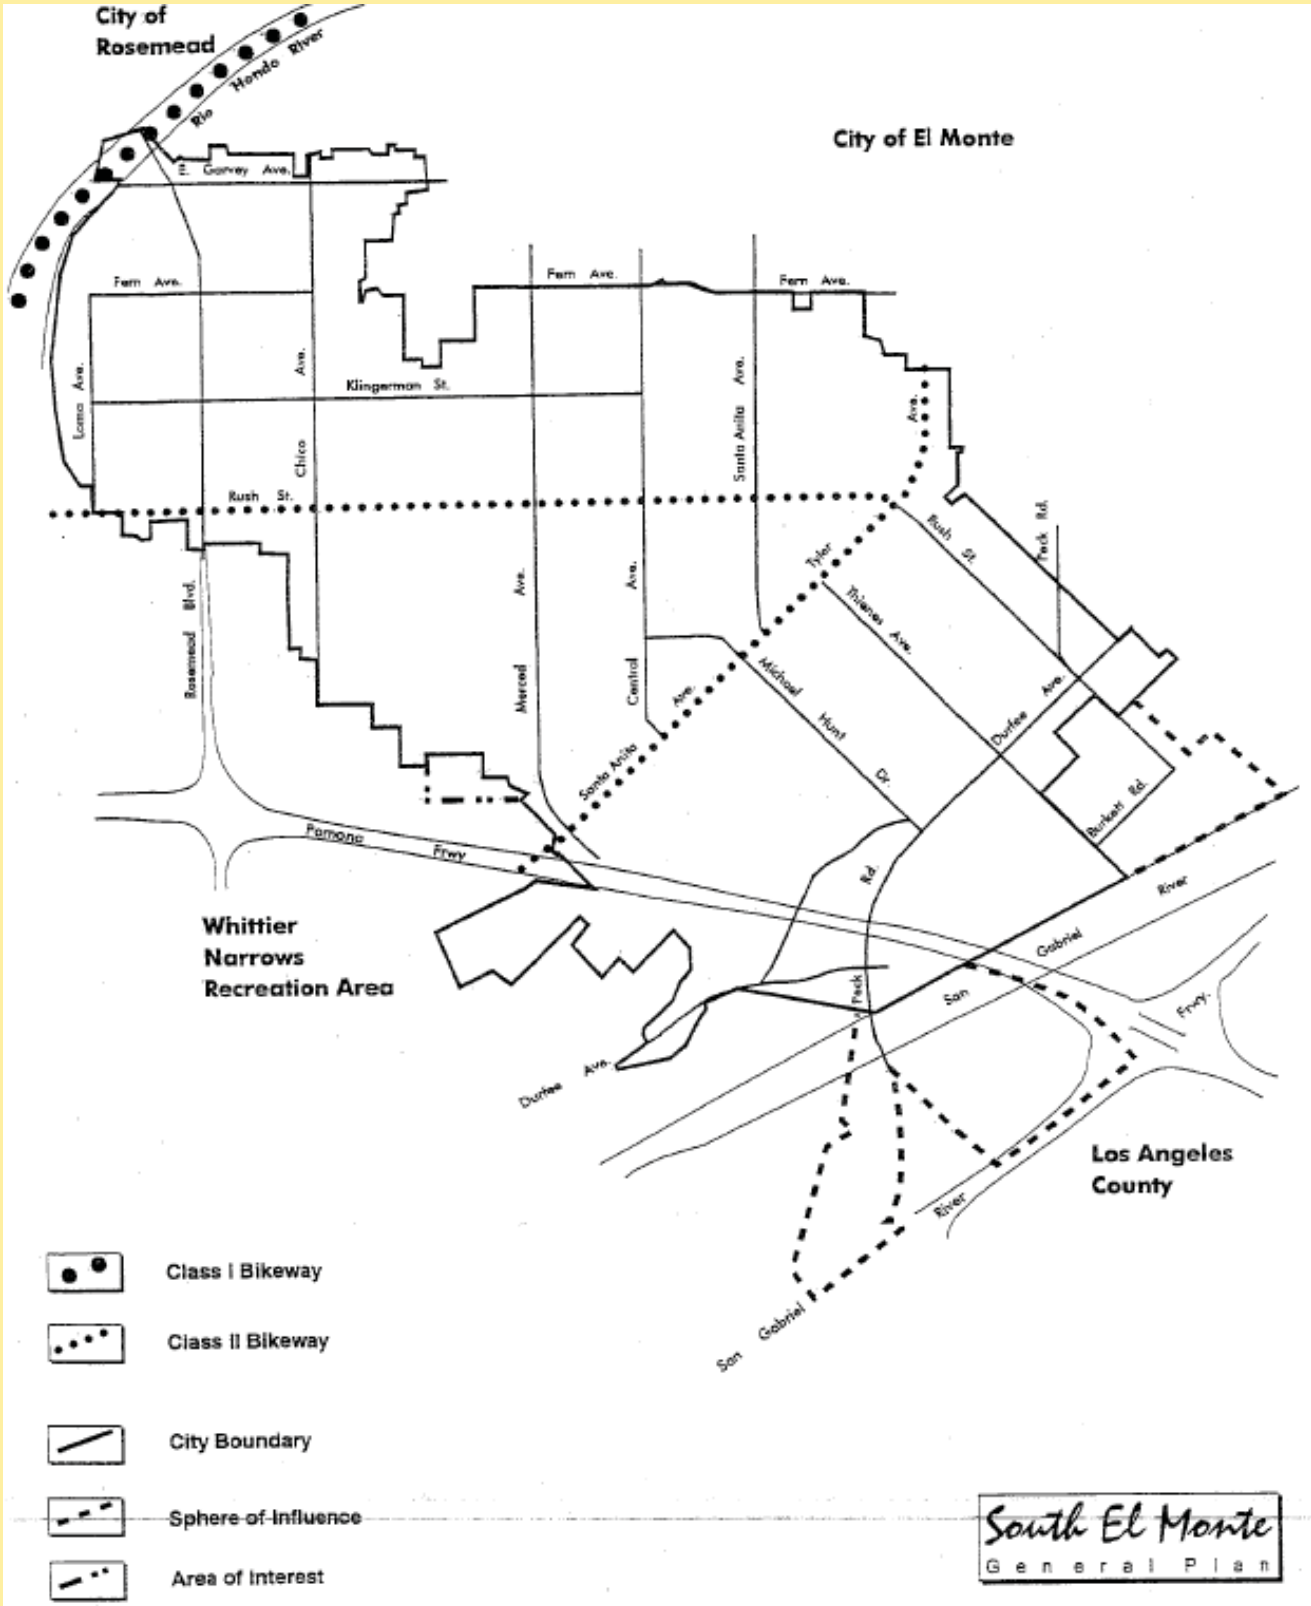 City of
Rosemead
Rio Hondo River
City of El Monte
E. Garvey Ave.
Fern Ave.
Fern Ave.
Fern Ave.
Loma Ave.
Chico Ave.
Klingerman St.
Santa Anita Ave.
Ave.
Rush St.
Rush St.
Peck Rd.
Tyler
Thienes Ave.
Rosemead Blvd.
Merced Ave.
Central Ave.
Michael Hunt Dr.
Santa Anita Ave.
Durfee Ave.
Burkett Rd.
Pomona Frwy
Peck Rd.
San Gabriel River
Frwy.
Whittier
Narrows
Recreation Area
Durfee Ave.
Los Angeles
County
San Gabriel River
Class I Bikeway
Class II Bikeway
City Boundary
Sphere of Influence
Area of Interest
South El Monte
General Plan